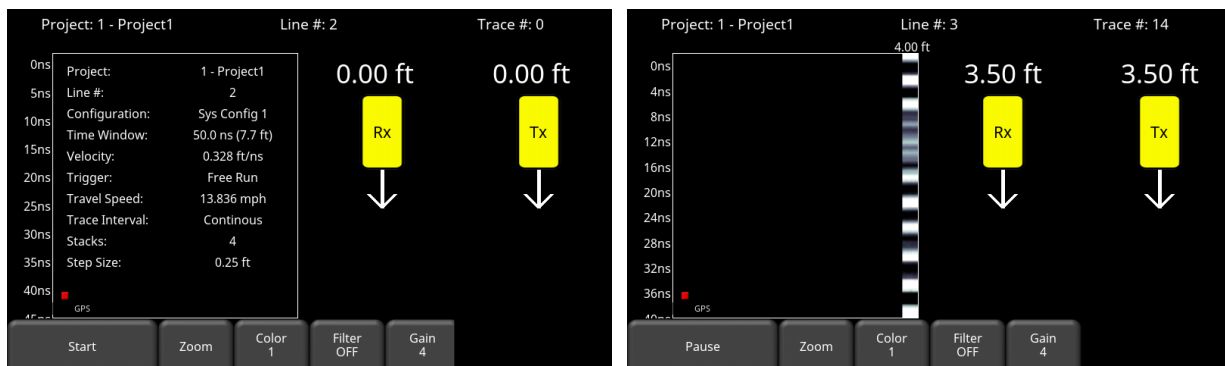 Project: 1 - Project1 Line #: 2 Trace #: 0
0.00 ft 0.00 ft
0ns
5ns
10ns
15ns
20ns
25ns
30ns
35ns
40ns
45ns
Project: 1 - Project1
Line #: 2
Configuration: Sys Config 1
Time Window: 50.0 ns (7.7 ft)
Velocity: 0.328 ft/ns
Trigger: Free Run
Travel Speed: 13.836 mph
Trace Interval: Continous
Stacks: 4
Step Size: 0.25 ft
GPS
Rx Tx
Start Zoom Color 1 Filter OFF Gain 4
Project: 1 - Project1 Line #: 3 Trace #: 14
4.00 ft
3.50 ft 3.50 ft
0ns
4ns
8ns
12ns
16ns
20ns
24ns
28ns
32ns
36ns
40ns
GPS
Rx Tx
Pause Zoom Color 1 Filter OFF Gain 4